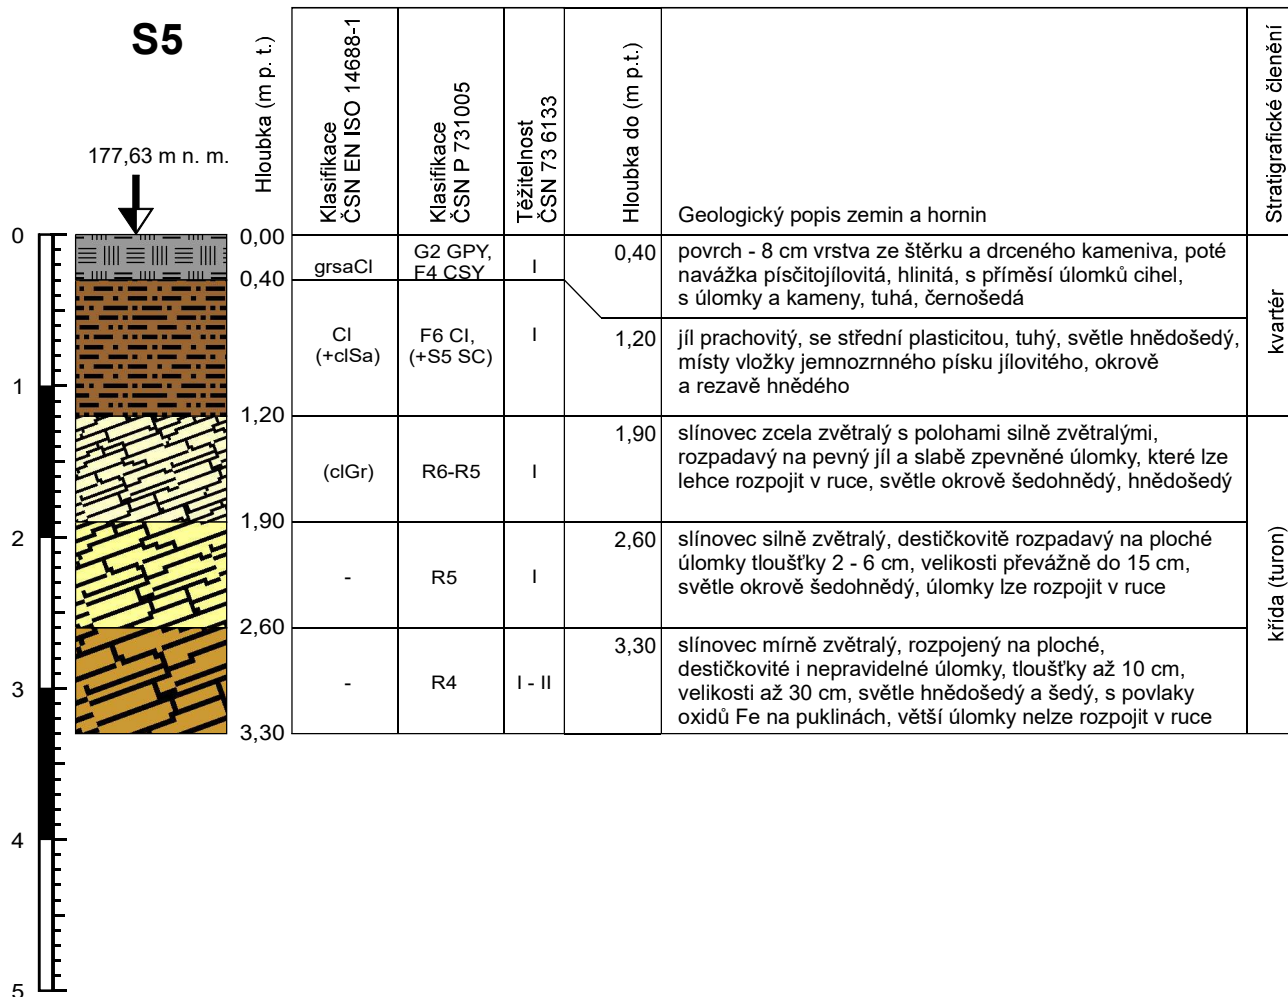 S5
177,63 m n. m.
Hloubka (m p. t.)
Klasifikace
ČSN EN ISO 14688-1
Klasifikace
ČSN P 731005
Těžitelnost
ČSN 73 6133
Hloubka do (m p.t.)
Geologický popis zemin a hornin
Stratigrafické členění
0
1
2
3
4
5
0,00
0,40
1,20
1,90
2,60
3,30
grsaCl
G2 GPY,
F4 CSY
I
0,40
povrch - 8 cm vrstva ze štěrku a drceného kameniva, poté
navážka písčitojílovitá, hlinitá, s příměsí úlomků cihel,
s úlomky a kameny, tuhá, černošedá
Cl
(+clSa)
F6 CI,
(+S5 SC)
I
1,20
jíl prachovitý, se střední plasticitou, tuhý, světle hnědošedý,
místy vložky jemnozrnného písku jílovitého, okrově
a rezavě hnědého
kvartér
(clGr)
R6-R5
I
1,90
slínovec zcela zvětralý s polohami silně zvětralými,
rozpadavý na pevný jíl a slabě zpevněné úlomky, které lze
lehce rozpojit v ruce, světle okrově šedohnědý, hnědošedý
-
R5
I
2,60
slínovec silně zvětralý, destičkovitě rozpadavý na ploché
úlomky tloušťky 2 - 6 cm, velikosti převážně do 15 cm,
světle okrově šedohnědý, úlomky lze rozpojit v ruce
-
R4
I - II
3,30
slínovec mírně zvětralý, rozpojený na ploché,
destičkovité i nepravidelné úlomky, tloušťky až 10 cm,
velikosti až 30 cm, světle hnědošedý a šedý, s povlaky
oxidů Fe na puklinách, větší úlomky nelze rozpojit v ruce
křída (turon)